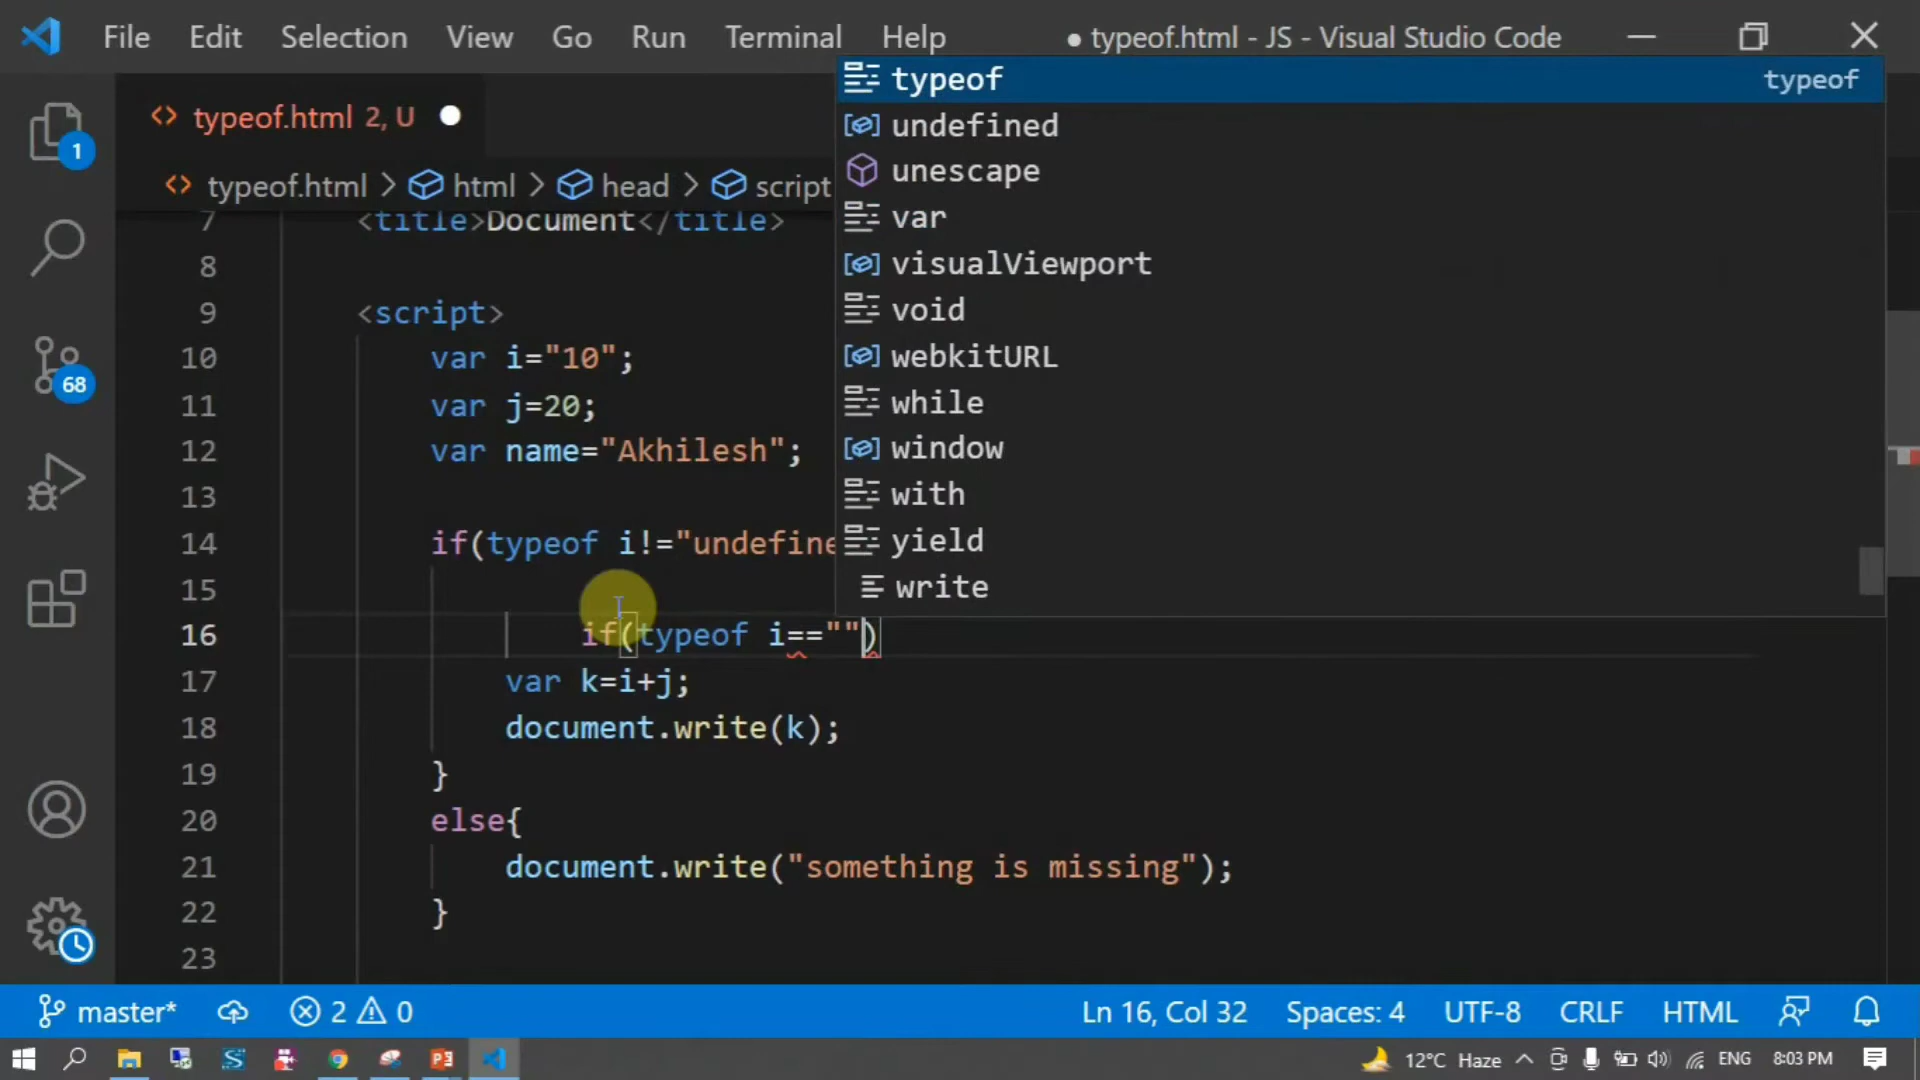 File Edit Selection View Go Run Terminal Help ● typeof.html - JS - Visual Studio Code
typeof typeof
undefined
unescape
var
visualViewport
void
webkitURL
while
window
with
yield
write
1
68
typeof.html 2, U
typeof.html > html > head > script
7 <title>Document</title>
8
9 <script>
10 var i="10";
11 var j=20;
12 var name="Akhilesh";
13
14 if(typeof i!="undefine
15
16 if(typeof i=="")
17 var k=i+j;
18 document.write(k);
19 }
20 else{
21 document.write("something is missing");
22 }
23
master* 2 0 Ln 16, Col 32 Spaces: 4 UTF-8 CRLF HTML
12°C Haze ENG 8:03 PM